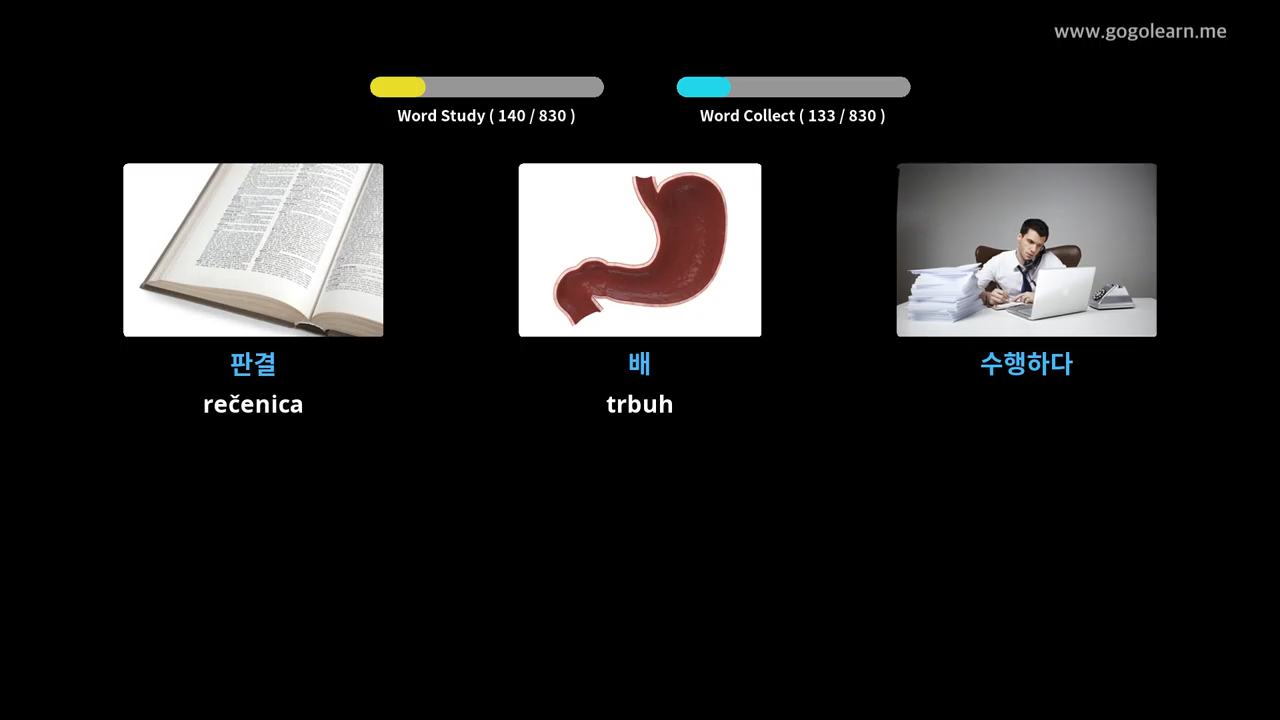 www.gogolearn.me
Word Study ( 140 / 830 )
Word Collect ( 133 / 830 )
판결
배
수행하다
rečenica
trbuh